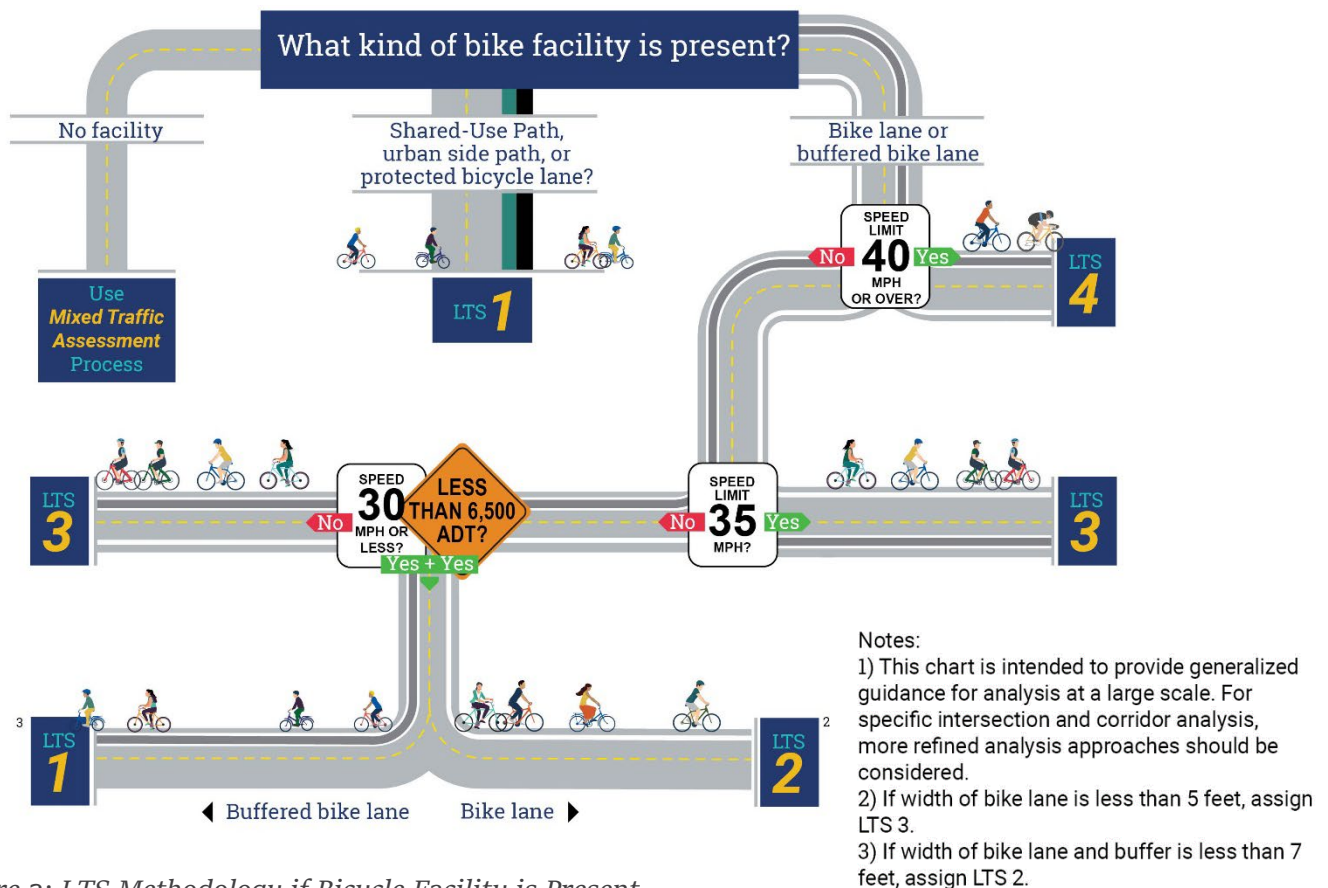 What kind of bike facility is present?
No facility
Shared-Use Path,
urban side path, or
protected bicycle lane?
Bike lane or
buffered bike lane
Use
Mixed Traffic
Assessment
Process
LTS 1
SPEED
LIMIT
40
MPH
OR OVER?
No
Yes
LTS
4
LTS
3
SPEED
30
MPH OR
LESS?
No
LESS
THAN 6,500
ADT?
Yes + Yes
SPEED
LIMIT
35
MPH?
No
Yes
LTS
3
3
LTS
1
Buffered bike lane
Bike lane
LTS
2
2
Notes:
1) This chart is intended to provide generalized
guidance for analysis at a large scale. For
specific intersection and corridor analysis,
more refined analysis approaches should be
considered.
2) If width of bike lane is less than 5 feet, assign
LTS 3.
3) If width of bike lane and buffer is less than 7
feet, assign LTS 2.
LTS Methodology if Bicycle Facility is Present